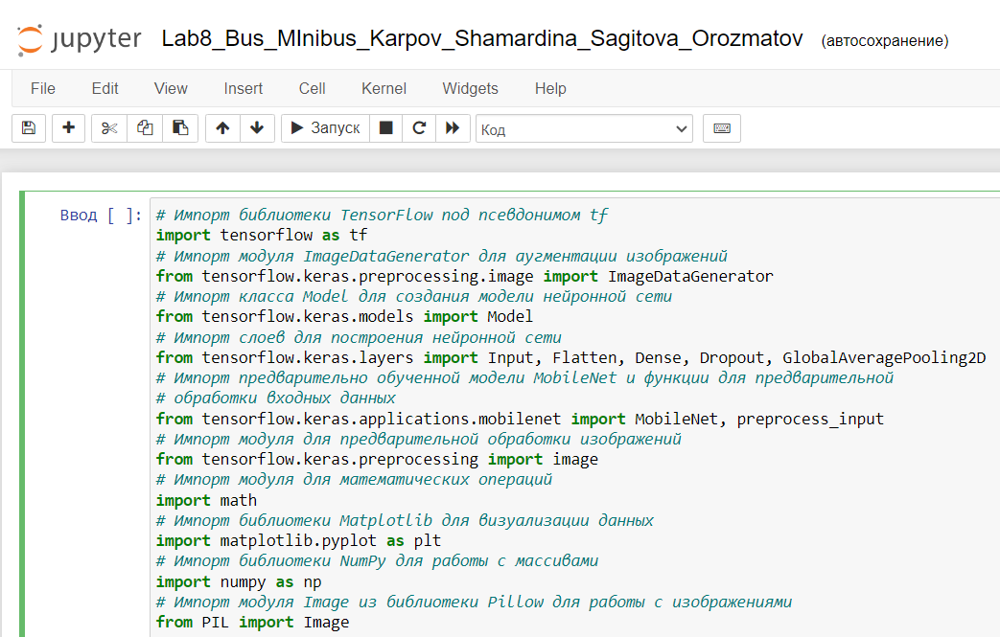 jupyter Lab8_Bus_MInibus_Karpov_Shamardina_Sagitova_Orozmatov (автосохранение)
File Edit View Insert Cell Kernel Widgets Help
Запуск Код
Ввод [ ]: # Импорт библиотеки TensorFlow под псевдонимом tf
import tensorflow as tf
# Импорт модуля ImageDataGenerator для аугментации изображений
from tensorflow.keras.preprocessing.image import ImageDataGenerator
# Импорт класса Model для создания модели нейронной сети
from tensorflow.keras.models import Model
# Импорт слоев для построения нейронной сети
from tensorflow.keras.layers import Input, Flatten, Dense, Dropout, GlobalAveragePooling2D
# Импорт предварительно обученной модели MobileNet и функции для предварительной
# обработки входных данных
from tensorflow.keras.applications.mobilenet import MobileNet, preprocess_input
# Импорт модуля для предварительной обработки изображений
from tensorflow.keras.preprocessing import image
# Импорт модуля для математических операций
import math
# Импорт библиотеки Matplotlib для визуализации данных
import matplotlib.pyplot as plt
# Импорт библиотеки NumPy для работы с массивами
import numpy as np
# Импорт модуля Image из библиотеки Pillow для работы с изображениями
from PIL import Image